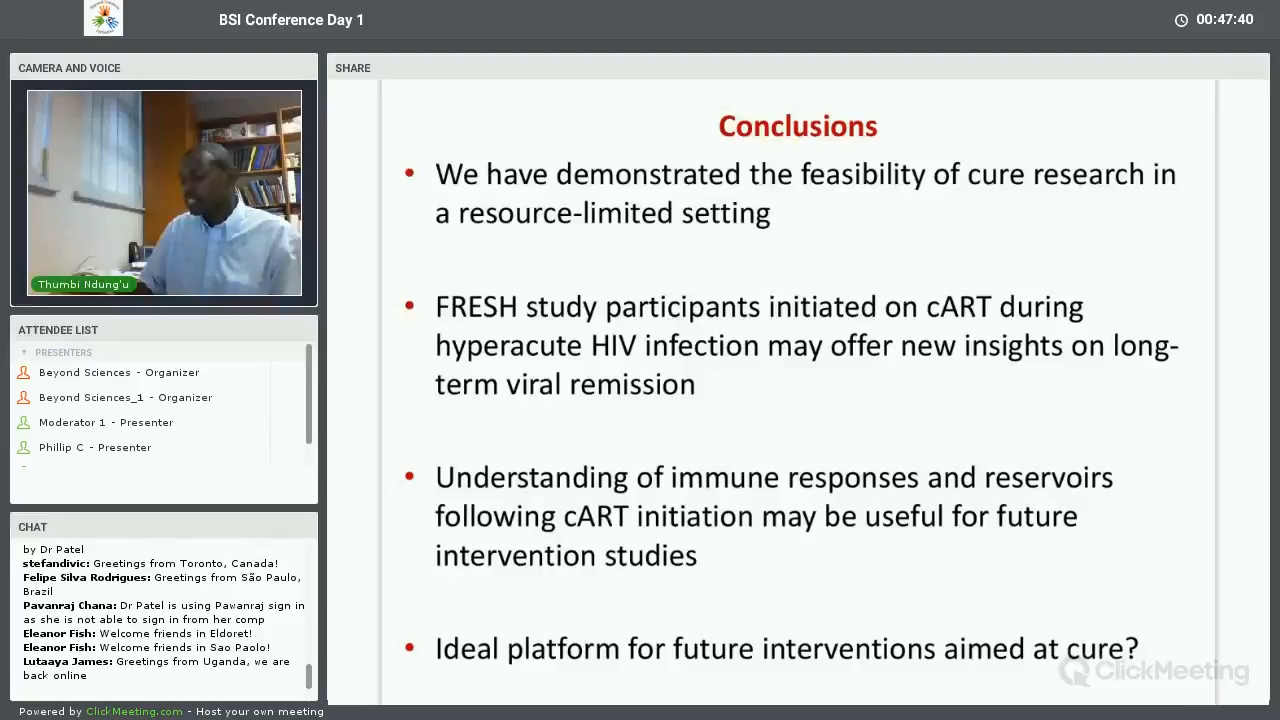 BSI Conference Day 1
00:47:40
CAMERA AND VOICE
Thumbi Ndung'u
ATTENDEE LIST
PRESENTERS
Beyond Sciences - Organizer
Beyond Sciences_1 - Organizer
Moderator 1 - Presenter
Phillip C - Presenter
CHAT
by Dr Patel
stefandivic: Greetings from Toronto, Canada!
Felipe Silva Rodrigues: Greetings from São Paulo,
Brazil
Pavanraj Chana: Dr Patel is using Pawanraj sign in
as she is not able to sign in from her comp
Eleanor Fish: Welcome friends in Eldoret!
Eleanor Fish: Welcome friends in Sao Paolo!
Lutaaya James: Greetings from Uganda, we are
back online
Powered by ClickMeeting.com - Host your own meeting
SHARE
Conclusions
• We have demonstrated the feasibility of cure research in
a resource-limited setting
• FRESH study participants initiated on cART during
hyperacute HIV infection may offer new insights on long-
term viral remission
• Understanding of immune responses and reservoirs
following cART initiation may be useful for future
intervention studies
• Ideal platform for future interventions aimed at cure?
ClickMeeting